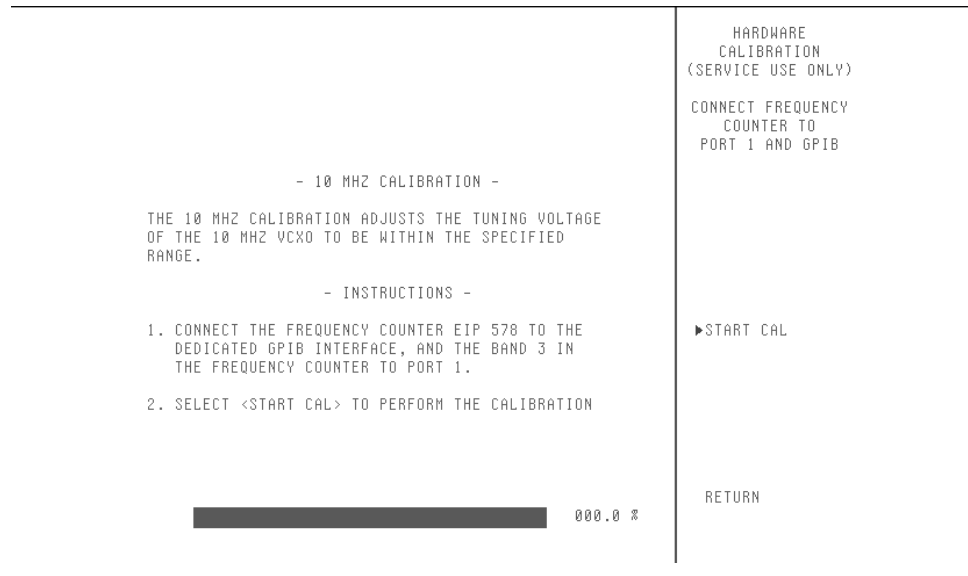 HARDWARE
CALIBRATION
(SERVICE USE ONLY)
CONNECT FREQUENCY
COUNTER TO
PORT 1 AND GPIB
- 10 MHZ CALIBRATION -
THE 10 MHZ CALIBRATION ADJUSTS THE TUNING VOLTAGE
OF THE 10 MHZ VCXO TO BE WITHIN THE SPECIFIED
RANGE.
- INSTRUCTIONS -
1. CONNECT THE FREQUENCY COUNTER EIP 578 TO THE
DEDICATED GPIB INTERFACE, AND THE BAND 3 IN
THE FREQUENCY COUNTER TO PORT 1.
2. SELECT <START CAL> TO PERFORM THE CALIBRATION
000.0 %
▶START CAL
RETURN